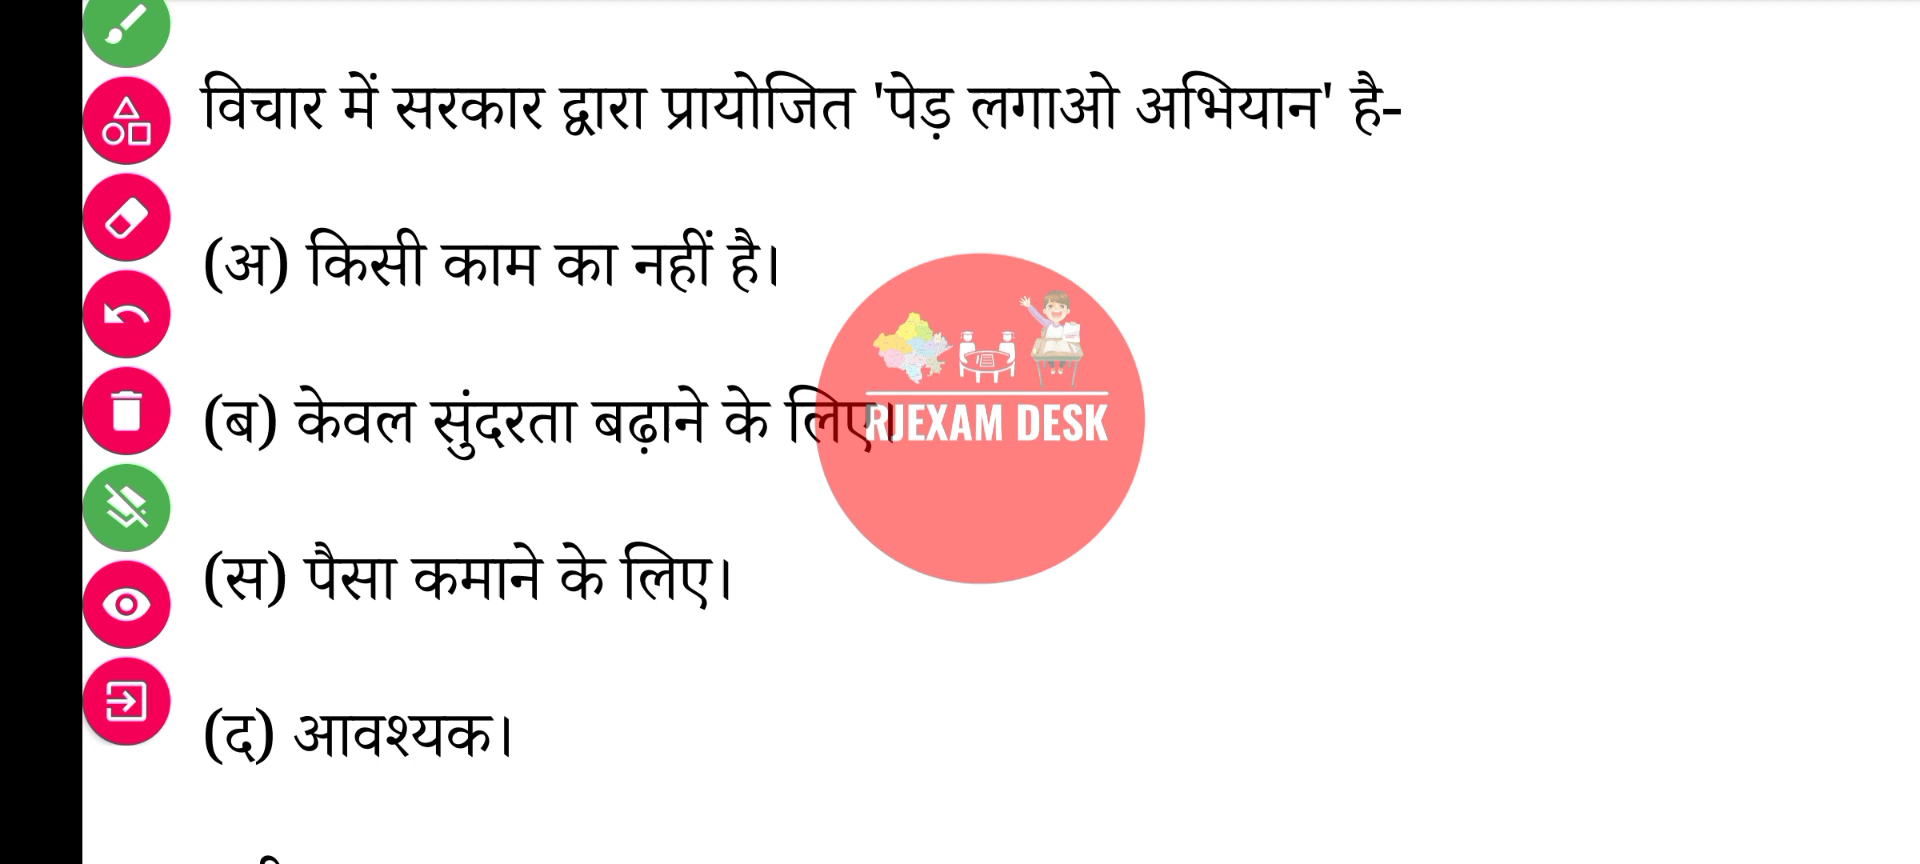 विचार में सरकार द्वारा प्रायोजित 'पेड़ लगाओ अभियान' है-
(अ) किसी काम का नहीं है।
(ब) केवल सुंदरता बढ़ाने के लिए।
RJEXAM DESK
(स) पैसा कमाने के लिए।
(द) आवश्यक।